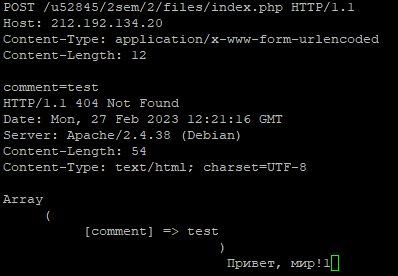 POST /u52845/2sem/2/files/index.php HTTP/1.1
Host: 212.192.134.20
Content-Type: application/x-www-form-urlencoded
Content-Length: 12

comment=test
HTTP/1.1 404 Not Found
Date: Mon, 27 Feb 2023 12:21:16 GMT
Server: Apache/2.4.38 (Debian)
Content-Length: 54
Content-Type: text/html; charset=UTF-8

Array
(
[comment] => test
)
Привет, мир!1